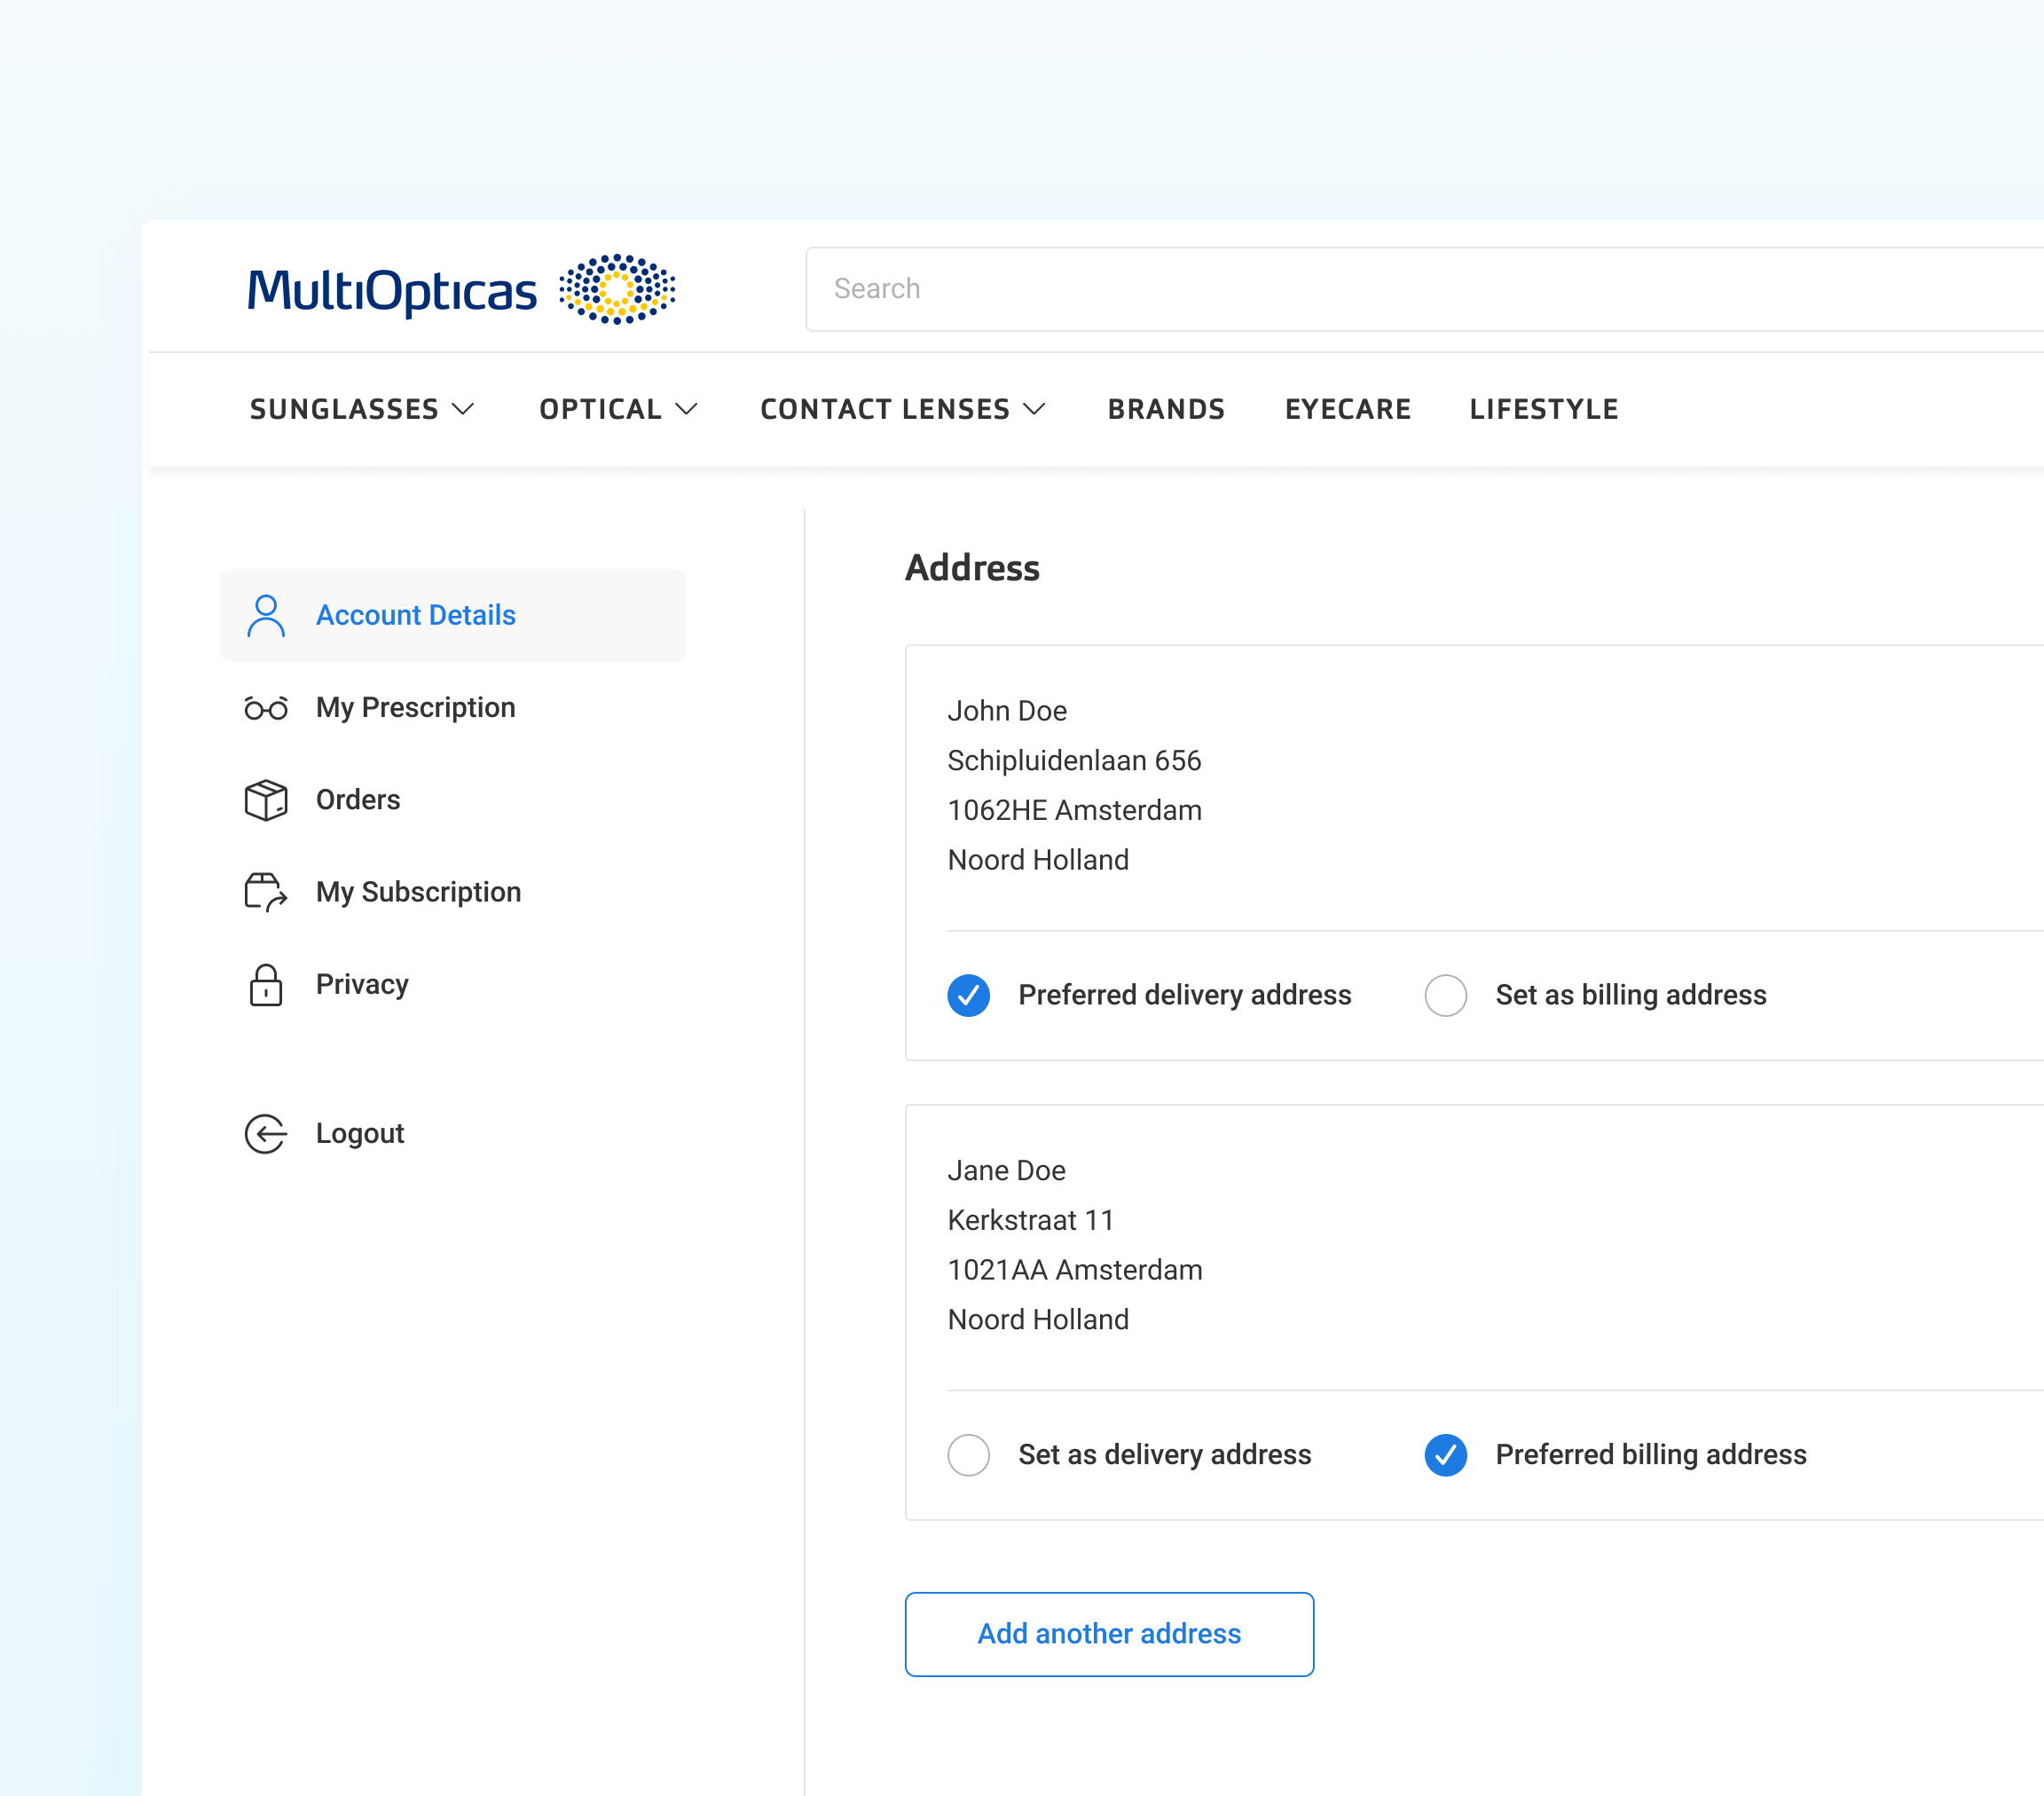 MultiOpticas
Search
SUNGLASSES OPTICAL CONTACT LENSES BRANDS EYECARE LIFESTYLE
Account Details
My Prescription
Orders
My Subscription
Privacy
Logout
Address
John Doe
Schipluidenlaan 656
1062HE Amsterdam
Noord Holland
Preferred delivery address Set as billing address
Jane Doe
Kerkstraat 11
1021AA Amsterdam
Noord Holland
Set as delivery address Preferred billing address
Add another address